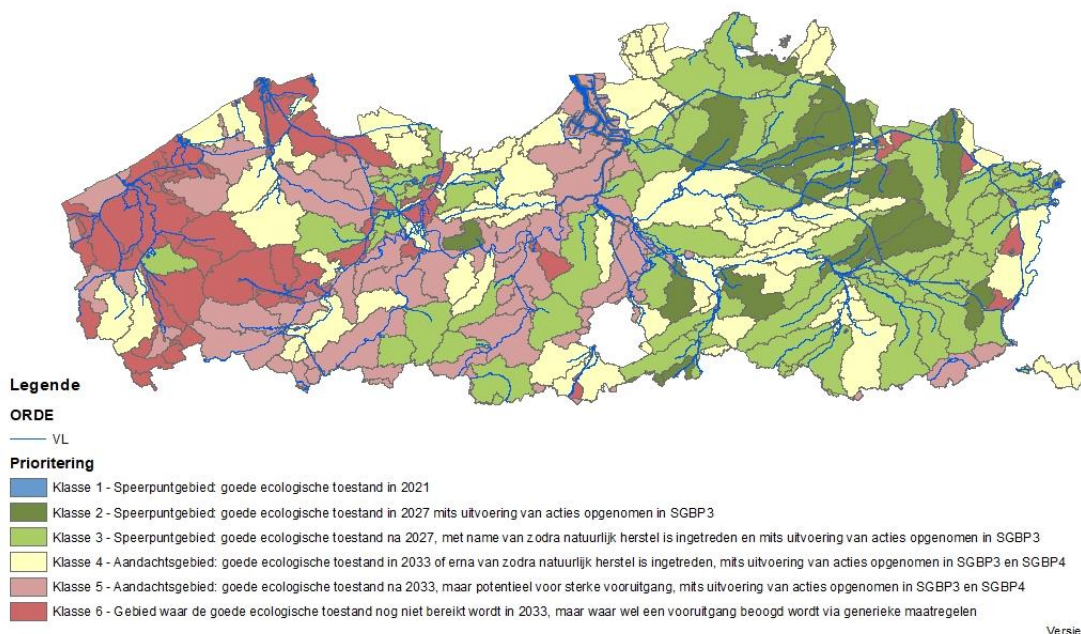 Legende
ORDE
VL
Prioritering
Klasse 1 - Speerpuntgebied: goede ecologische toestand in 2021
Klasse 2 - Speerpuntgebied: goede ecologische toestand in 2027 mits uitvoering van acties opgenomen in SGBP3
Klasse 3 - Speerpuntgebied: goede ecologische toestand na 2027, met name van zodra natuurlijk herstel is ingetreden en mits uitvoering van acties opgenomen in SGBP3
Klasse 4 - Aandachtsgebied: goede ecologische toestand in 2033 of erna van zodra natuurlijk herstel is ingetreden, mits uitvoering van acties opgenomen in SGBP3 en SGBP4
Klasse 5 - Aandachtsgebied: goede ecologische toestand na 2033, maar potentieel voor sterke vooruitgang, mits uitvoering van acties opgenomen in SGBP3 en SGBP4
Klasse 6 - Gebied waar de goede ecologische toestand nog niet bereikt wordt in 2033, maar waar wel een vooruitgang beoogd wordt via generieke maatregelen
Versie